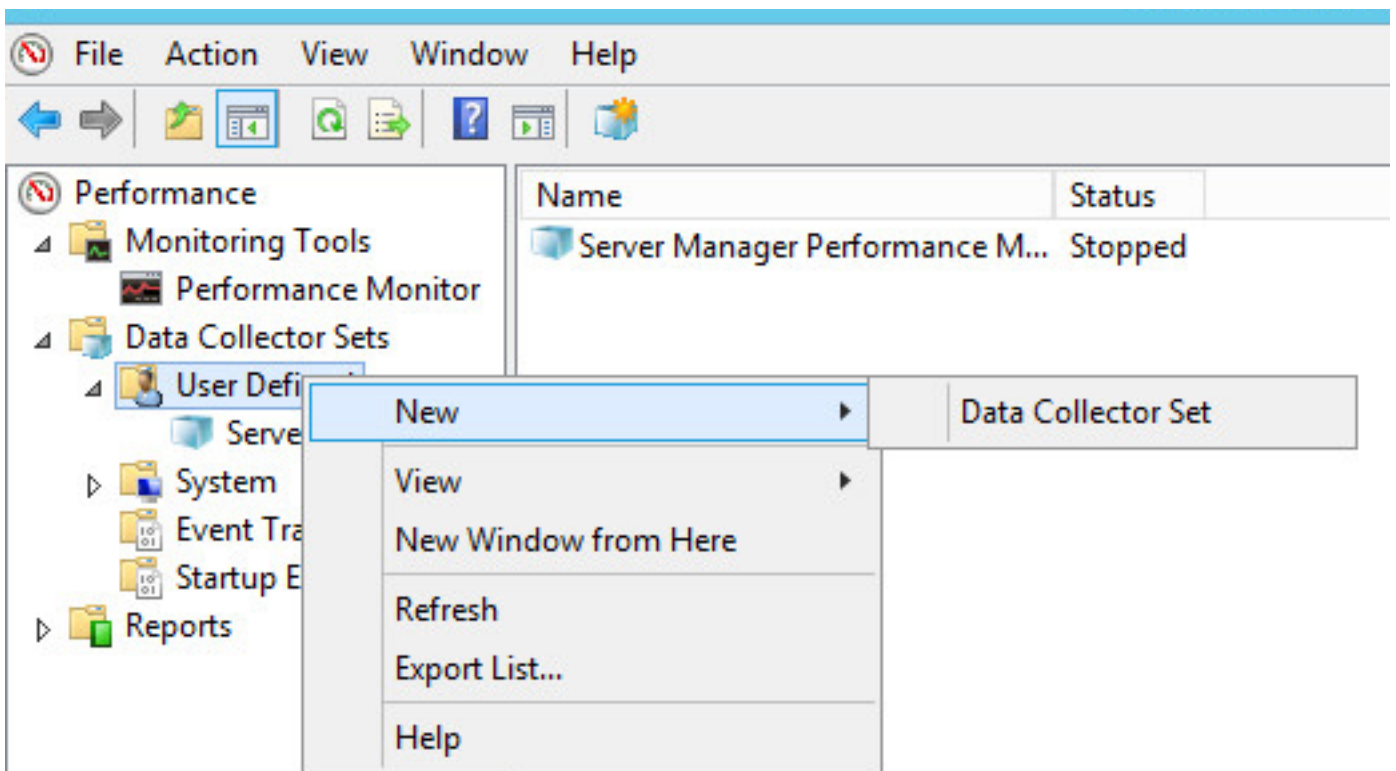 File Action View Window Help
Performance
Monitoring Tools
Performance Monitor
Data Collector Sets
User Defi
Serve
System
Event Tra
Startup E
Reports
Name Status
Server Manager Performance M... Stopped
New
Data Collector Set
View
New Window from Here
Refresh
Export List...
Help